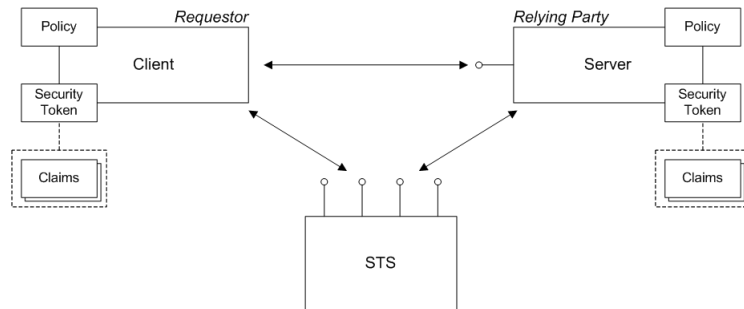 Requestor
Relying Party
Policy
Policy
Client
Server
Security
Token
Security
Token
Claims
Claims
STS